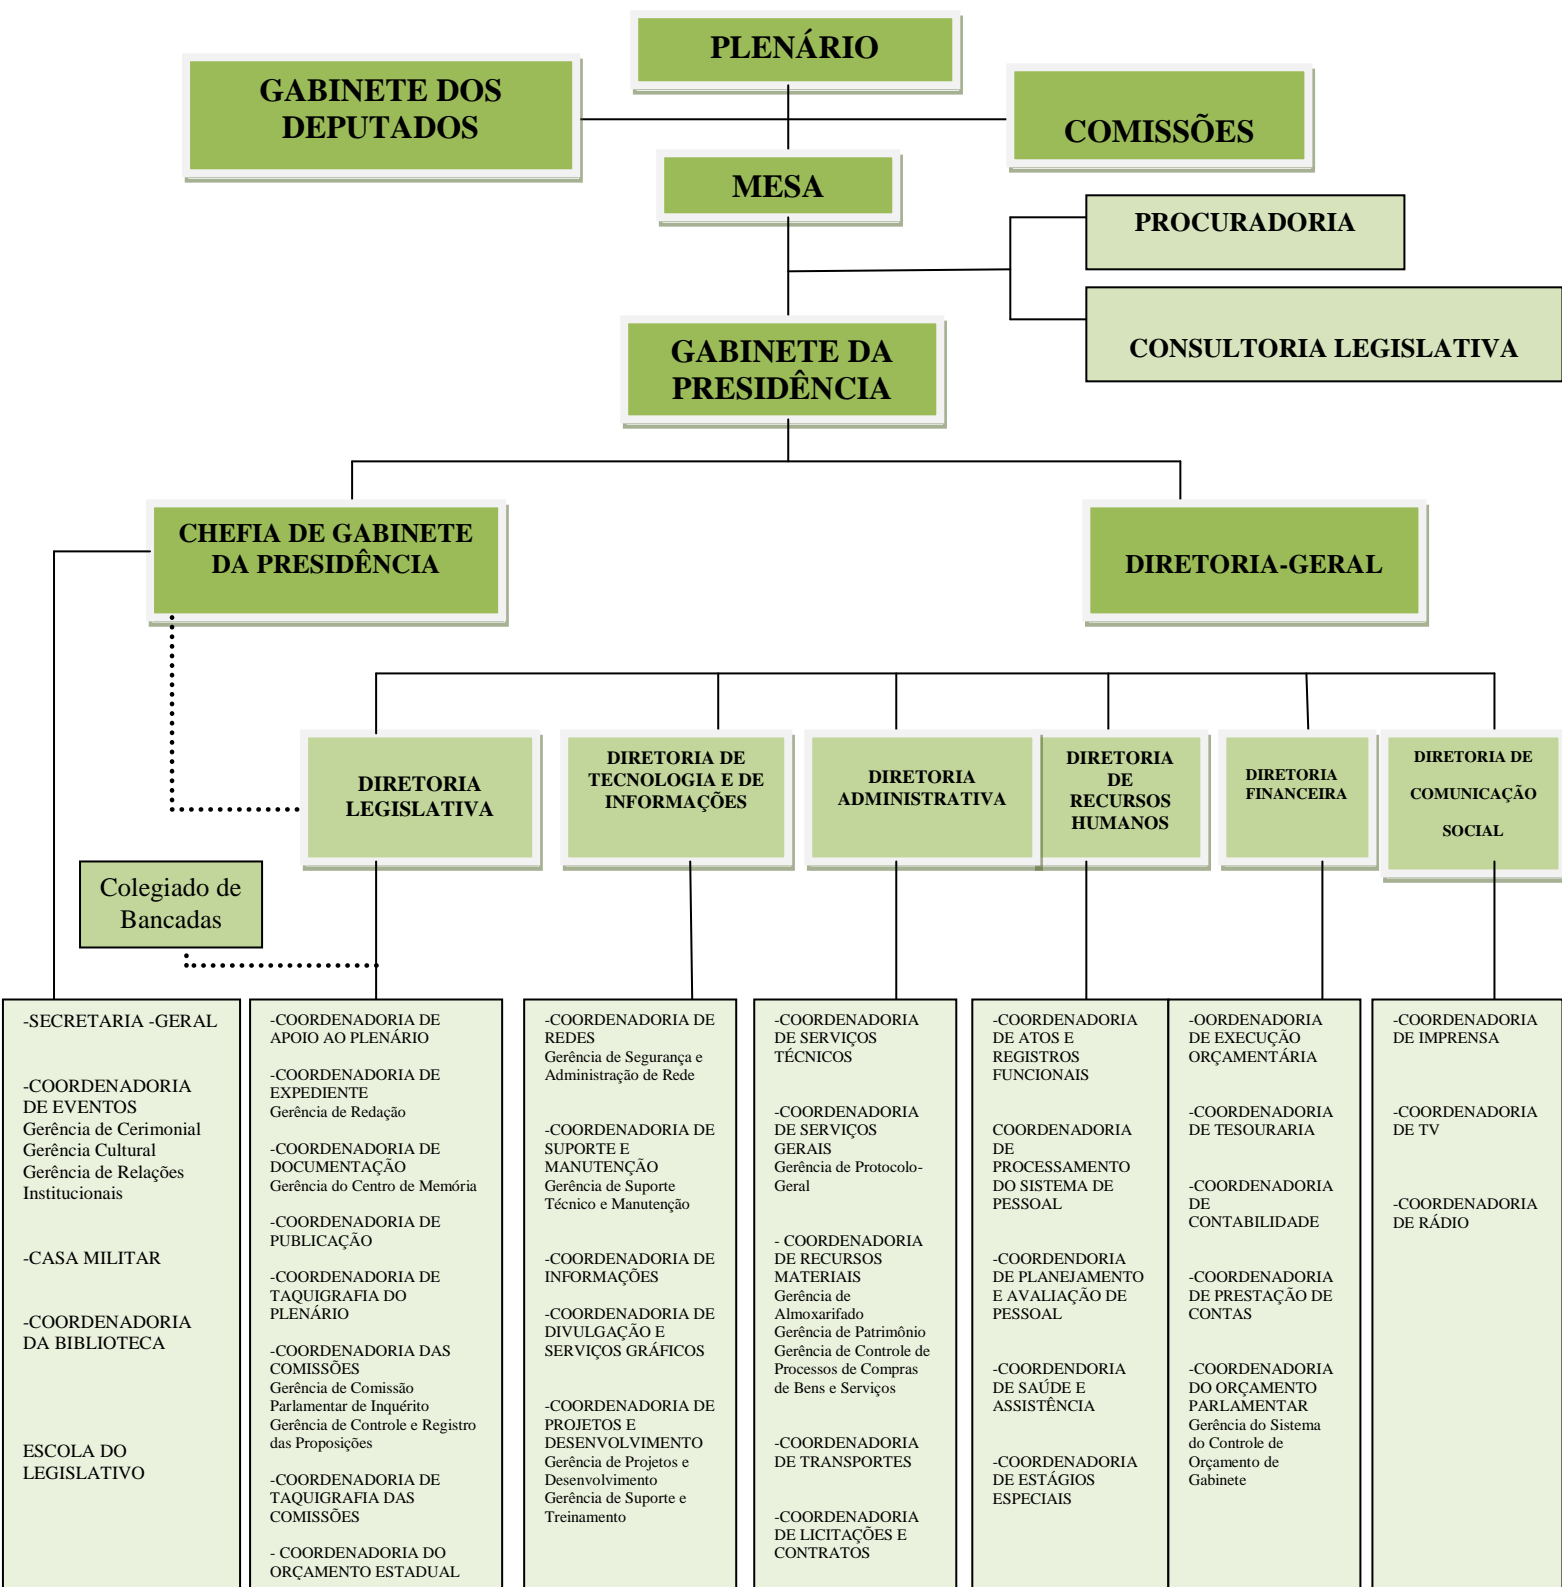 PLENÁRIO
GABINETE DOS
DEPUTADOS
COMISSÕES
MESA
PROCURADORIA
CONSULTORIA LEGISLATIVA
GABINETE DA
PRESIDÊNCIA
CHEFIA DE GABINETE
DA PRESIDÊNCIA
DIRETORIA-GERAL
DIRETORIA
LEGISLATIVA
DIRETORIA DE
TECNOLOGIA E DE
INFORMAÇÕES
DIRETORIA
ADMINISTRATIVA
DIRETORIA
DE
RECURSOS
HUMANOS
DIRETORIA
FINANCEIRA
DIRETORIA DE
COMUNICAÇÃO
SOCIAL
Colegiado de
Bancadas
-SECRETARIA -GERAL
-COORDENADORIA
DE EVENTOS
Gerência de Cerimonial
Gerência Cultural
Gerência de Relações
Institucionais
-CASA MILITAR
-COORDENADORIA
DA BIBLIOTECA
ESCOLA DO
LEGISLATIVO
-COORDENADORIA DE
APOIO AO PLENÁRIO
-COORDENADORIA DE
EXPEDIENTE
Gerência de Redação
-COORDENADORIA DE
DOCUMENTAÇÃO
Gerência do Centro de Memória
-COORDENADORIA DE
PUBLICAÇÃO
-COORDENADORIA DE
TAQUIGRAFIA DO
PLENÁRIO
-COORDENADORIA DAS
COMISSÕES
Gerência de Comissão
Parlamentar de Inquérito
Gerência de Controle e Registro
das Proposições
-COORDENADORIA DE
TAQUIGRAFIA DAS
COMISSÕES
- COORDENADORIA DO
ORÇAMENTO ESTADUAL
-COORDENADORIA DE
REDES
Gerência de Segurança e
Administração de Rede
-COORDENADORIA DE
SUPORTE E
MANUTENÇÃO
Gerência de Suporte
Técnico e Manutenção
-COORDENADORIA DE
INFORMAÇÕES
-COORDENADORIA DE
DIVULGAÇÃO E
SERVIÇOS GRÁFICOS
-COORDENADORIA DE
PROJETOS E
DESENVOLVIMENTO
Gerência de Projetos e
Desenvolvimento
Gerência de Suporte e
Treinamento
-COORDENADORIA
DE SERVIÇOS
TÉCNICOS
-COORDENADORIA
DE SERVIÇOS
GERAIS
Gerência de Protocolo-
Geral
- COORDENADORIA
DE RECURSOS
MATERIAIS
Gerência de
Almoxarifado
Gerência de Patrimônio
Gerência de Controle de
Processos de Compras
de Bens e Serviços
-COORDENADORIA
DE TRANSPORTES
-COORDENADORIA
DE LICITAÇÕES E
CONTRATOS
-COORDENADORIA
DE ATOS E
REGISTROS
FUNCIONAIS
COORDENADORIA
DE
PROCESSAMENTO
DO SISTEMA DE
PESSOAL
-COORDENDORIA
DE PLANEJAMENTO
E AVALIAÇÃO DE
PESSOAL
-COORDENDORIA
DE SAÚDE E
ASSISTÊNCIA
-COORDENADORIA
DE ESTÁGIOS
ESPECIAIS
-OORDENADORIA
DE EXECUÇÃO
ORÇAMENTÁRIA
-COORDENADORIA
DE TESOURARIA
-COORDENADORIA
DE
CONTABILIDADE
-COORDENADORIA
DE PRESTAÇÃO DE
CONTAS
-COORDENADORIA
DO ORÇAMENTO
PARLAMENTAR
Gerência do Sistema
do Controle de
Orçamento de
Gabinete
-COORDENADORIA
DE IMPRENSA
-COORDENADORIA
DE TV
-COORDENADORIA
DE RÁDIO